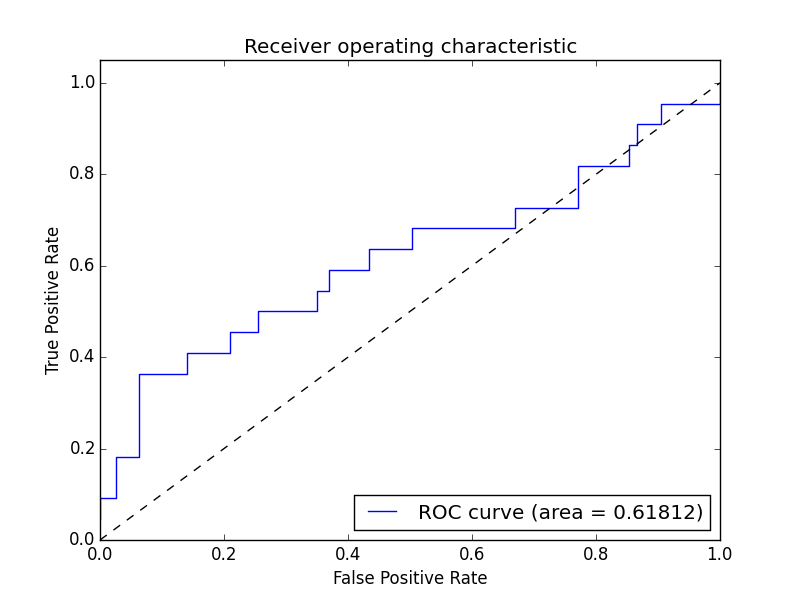 Receiver operating characteristic
1.0
0.8
0.6
0.4
0.2
0.0
True Positive Rate
ROC curve (area = 0.61812)
0.0 0.2 0.4 0.6 0.8 1.0
False Positive Rate